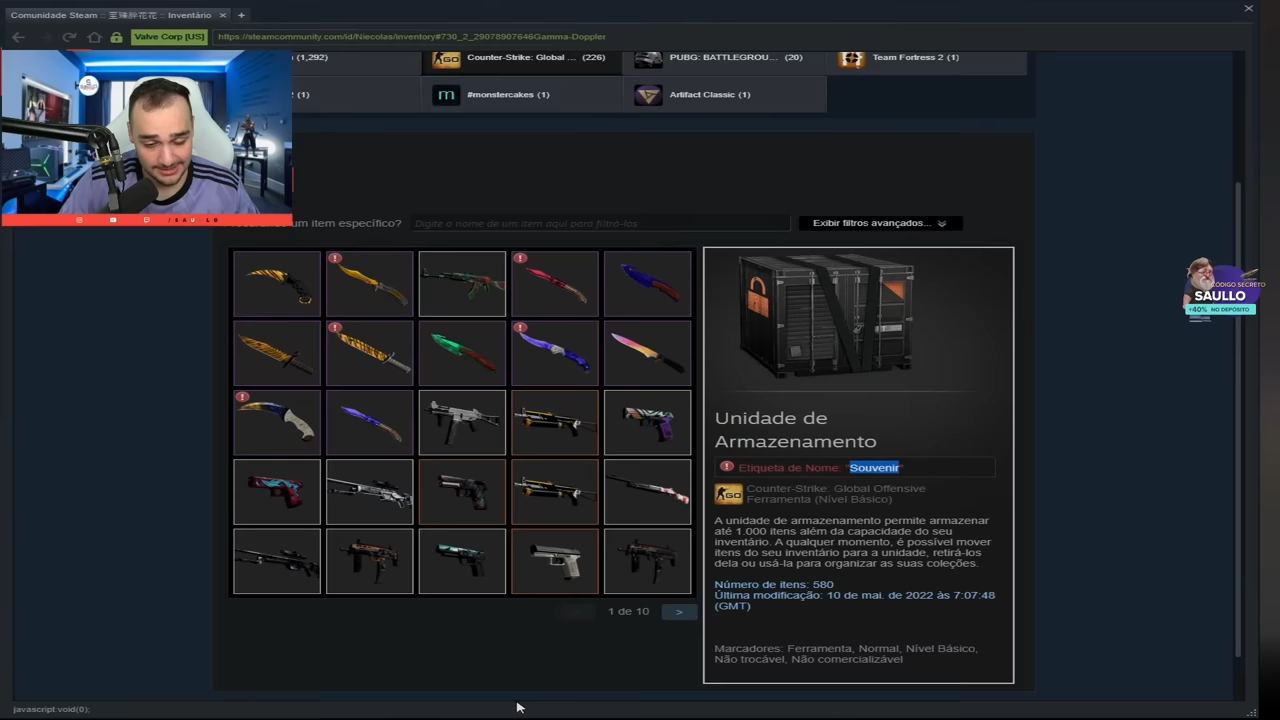 Comunidade Steam :: 至臻胖花花 :: Inventário
Valve Corp [US]
https://steamcommunity.com/id/Niecolas/inventory#730_2_29078907646Gamma-Doppler
(1,292)
Counter-Strike: Global ... (226)
PUBG: BATTLEGROU... (20)
Team Fortress 2 (1)
(1)
#monstercakes (1)
Artifact Classic (1)
um item específico?
Digite o nome de um item aqui para filtrá-los
Exibir filtros avançados...
CÓDIGO SECRETO
SAULLO
+40% NO DEPÓSITO
Unidade de
Armazenamento
Etiqueta de Nome: "Souvenir"
Counter-Strike: Global Offensive
Ferramenta (Nível Básico)
A unidade de armazenamento permite armazenar
até 1.000 itens além da capacidade do seu
inventário. A qualquer momento, é possível mover
itens do seu inventário para a unidade, retirá-los
dela ou usá-la para organizar as suas coleções.
Número de itens: 580
Última modificação: 10 de mai. de 2022 às 7:07:48
(GMT)
1 de 10
>
Marcadores: Ferramenta, Normal, Nível Básico,
Não trocável, Não comercializável
javascript:void(0);